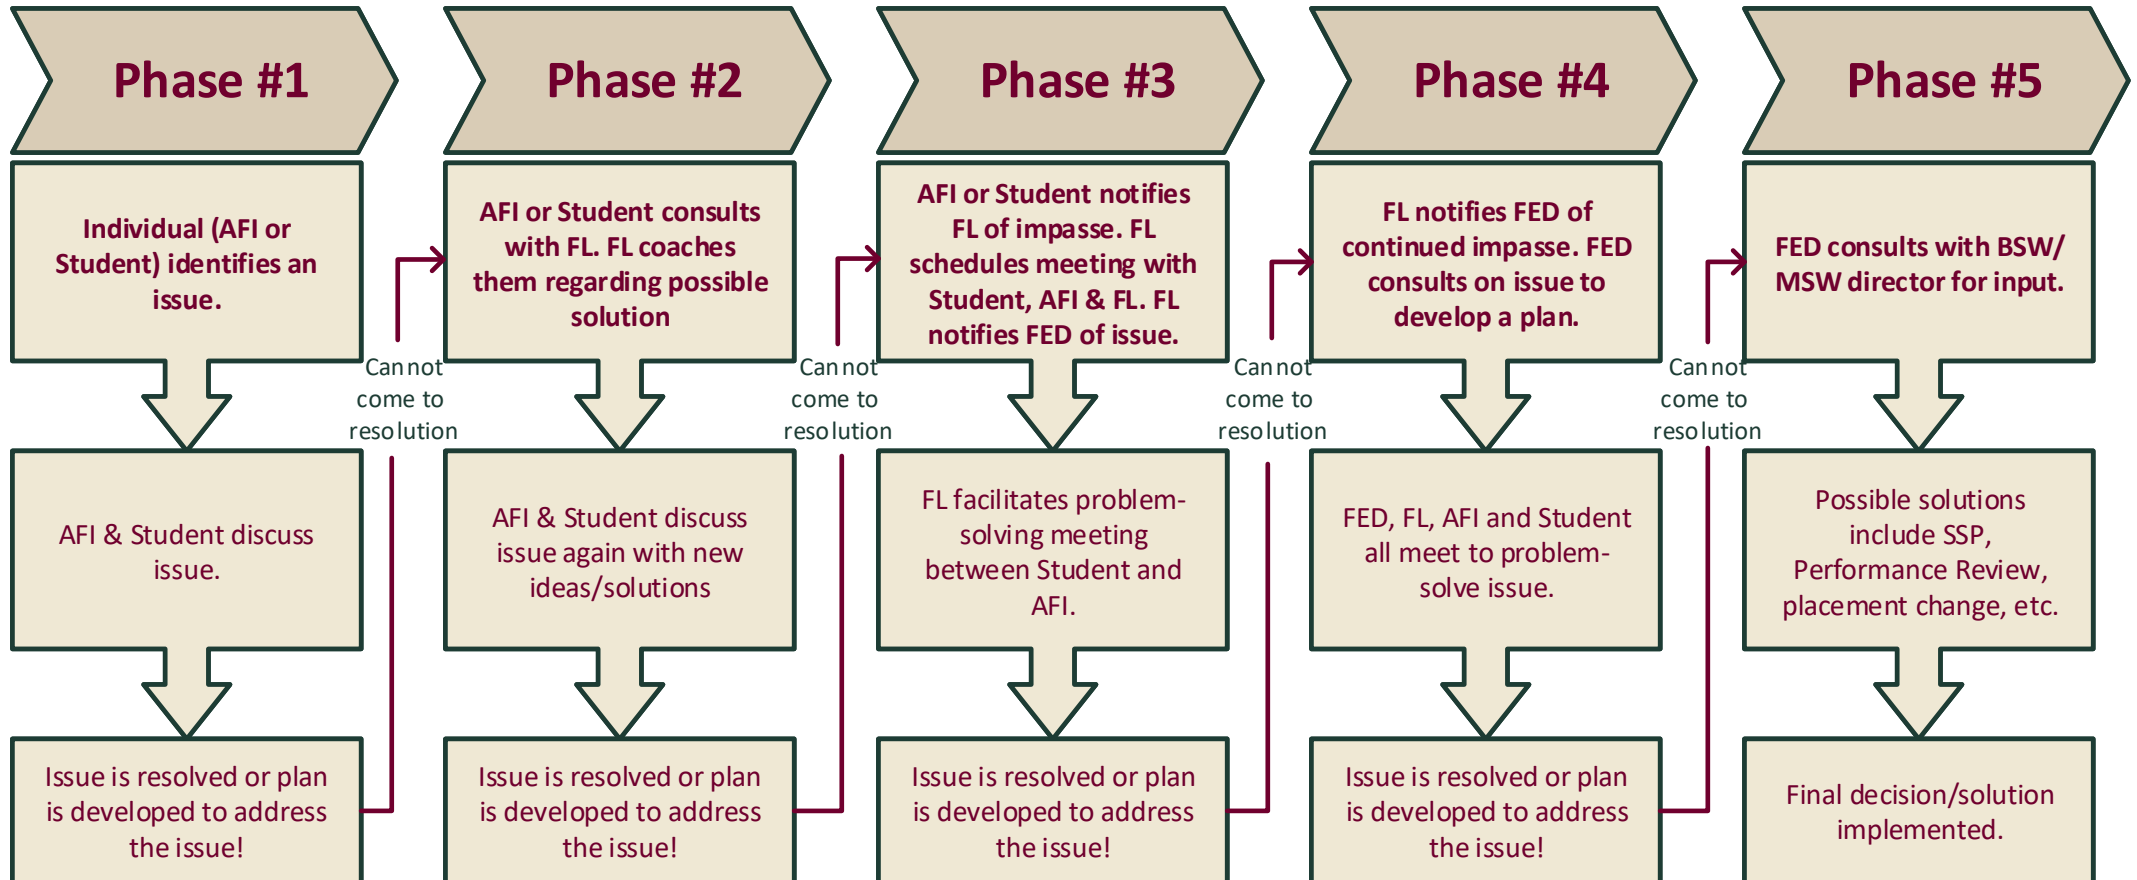 Phase #1
Individual (AFI or
Student) identifies an
issue.
AFI & Student discuss
issue.
Issue is resolved or plan
is developed to address
the issue!
Cannot
come to
resolution
Phase #2
AFI or Student consults
with FL. FL coaches
them regarding possible
solution
AFI & Student discuss
issue again with new
ideas/solutions
Issue is resolved or plan
is developed to address
the issue!
Cannot
come to
resolution
Phase #3
AFI or Student notifies
FL of impasse. FL
schedules meeting with
Student, AFI & FL. FL
notifies FED of issue.
FL facilitates problem-
solving meeting
between Student and
AFI.
Issue is resolved or plan
is developed to address
the issue!
Cannot
come to
resolution
Phase #4
FL notifies FED of
continued impasse. FED
consults on issue to
develop a plan.
FED, FL, AFI and Student
all meet to problem-
solve issue.
Issue is resolved or plan
is developed to address
the issue!
Cannot
come to
resolution
Phase #5
FED consults with BSW/
MSW director for input.
Possible solutions
include SSP,
Performance Review,
placement change, etc.
Final decision/solution
implemented.